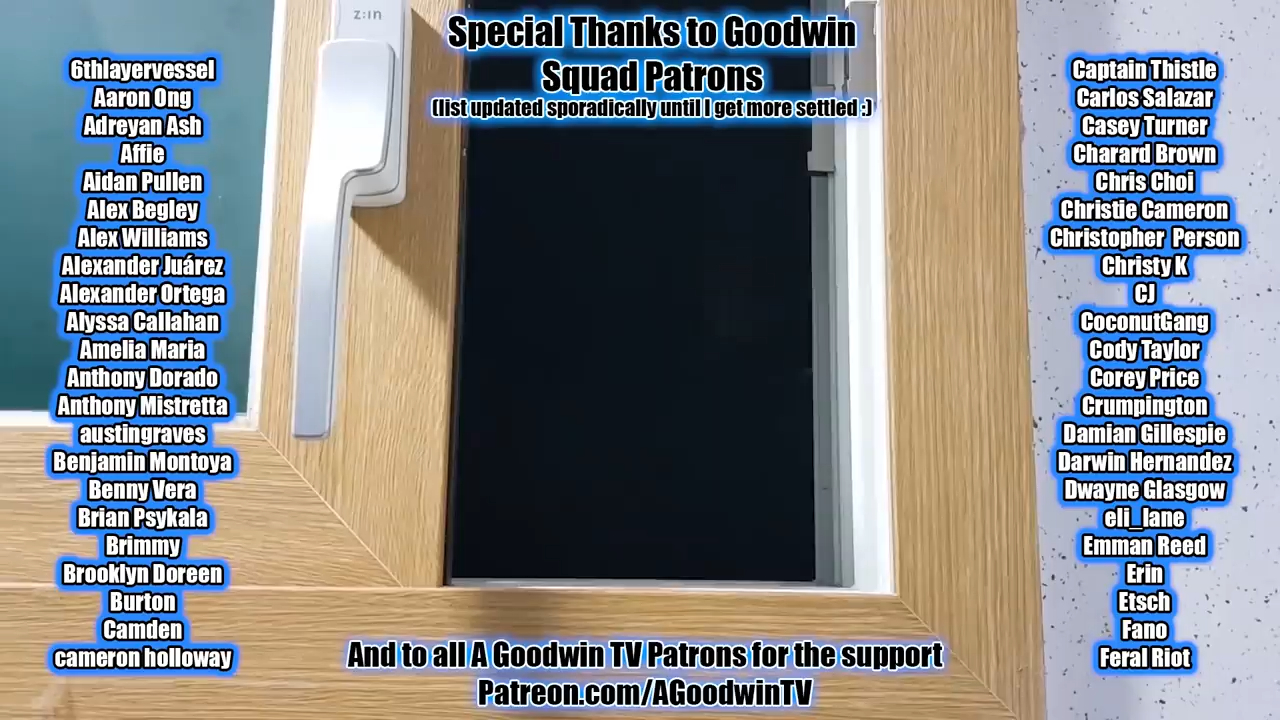 z:in
Special Thanks to Goodwin
Squad Patrons
(list updated sporadically until I get more settled :)
6thlayervessel
Aaron Ong
Adreyan Ash
Affie
Aidan Pullen
Alex Begley
Alex Williams
Alexander Juárez
Alexander Ortega
Alyssa Callahan
Amelia Maria
Anthony Dorado
Anthony Mistretta
austingraves
Benjamin Montoya
Benny Vera
Brian Psykala
Brimmy
Brooklyn Doreen
Burton
Camden
cameron holloway
Captain Thistle
Carlos Salazar
Casey Turner
Charard Brown
Chris Choi
Christie Cameron
Christopher Person
Christy K
CJ
CoconutGang
Cody Taylor
Corey Price
Crumpington
Damian Gillespie
Darwin Hernandez
Dwayne Glasgow
eli_lane
Emman Reed
Erin
Etsch
Fano
Feral Riot
And to all A Goodwin TV Patrons for the support
Patreon.com/AGoodwinTV